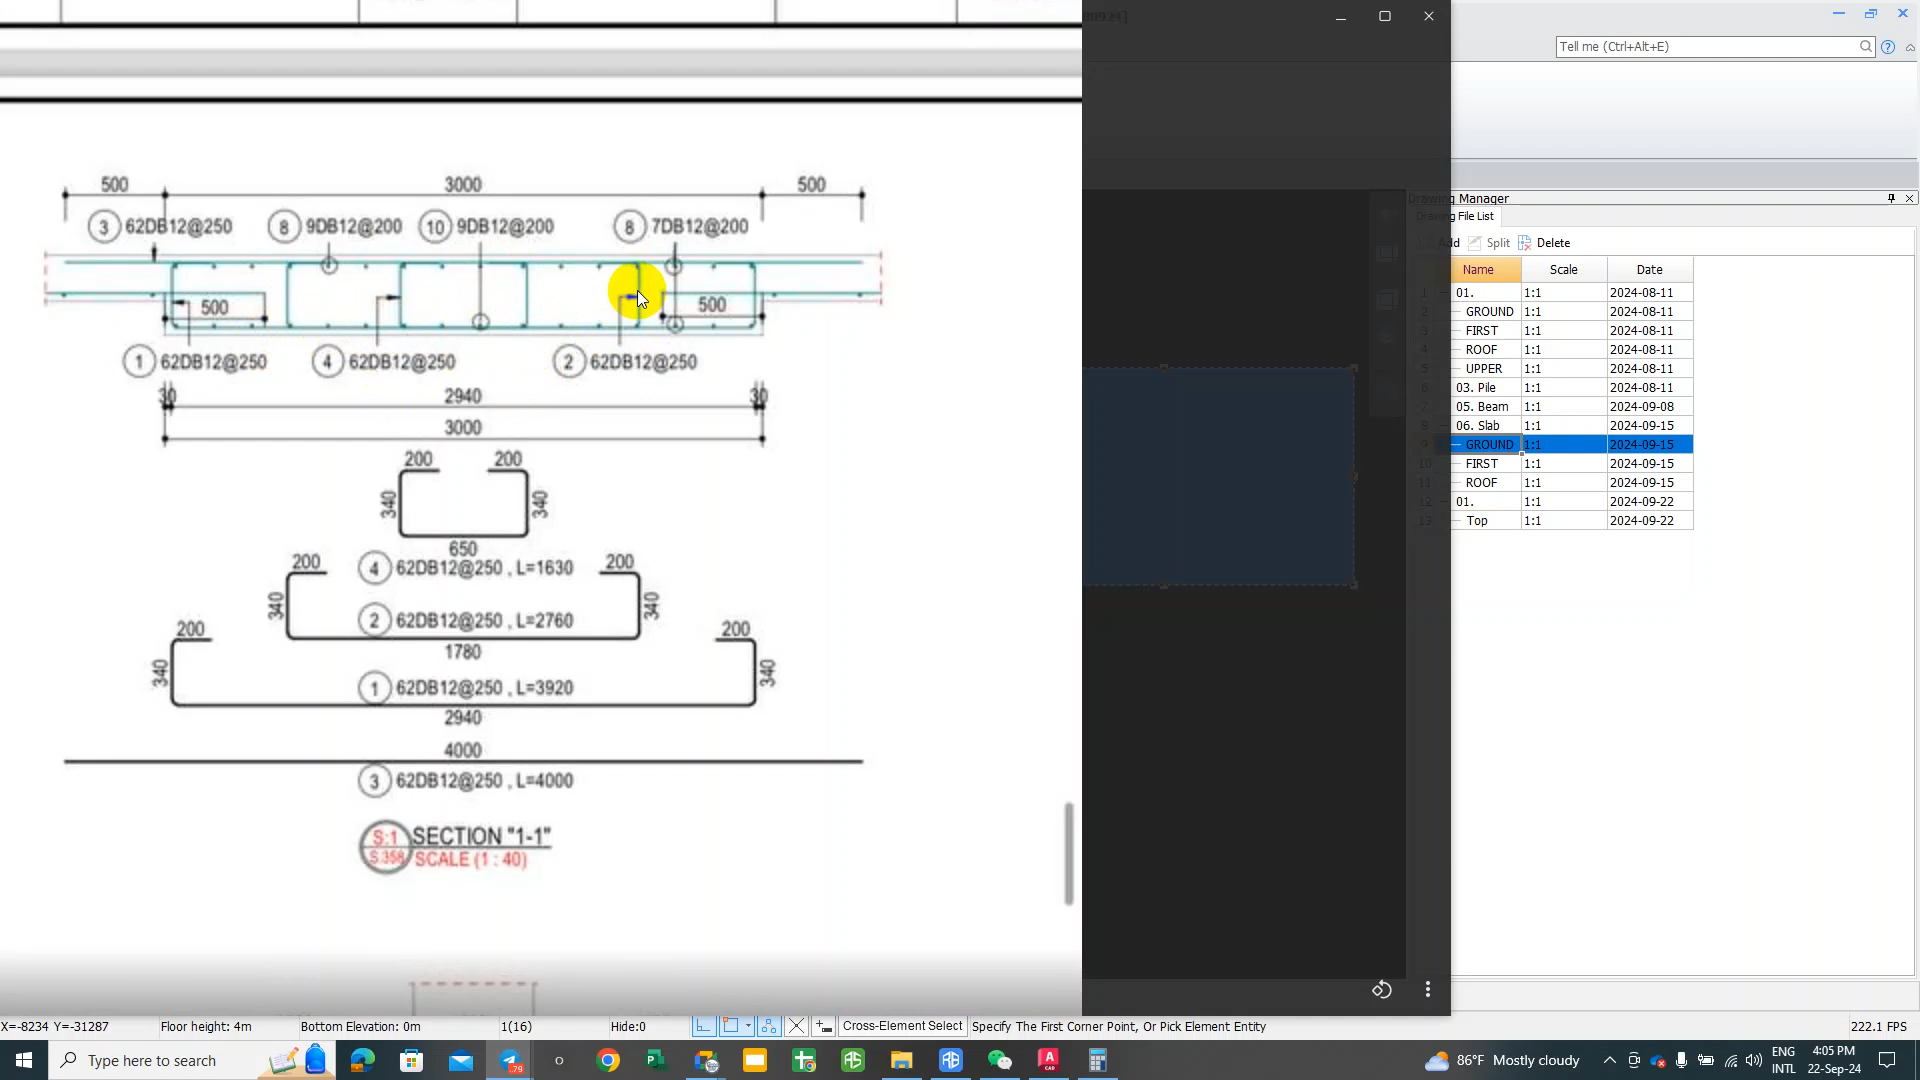 500 3000 500
3 62DB12@250 8 9DB12@200 10 9DB12@200 8 7DB12@200
500 500
1 62DB12@250 4 62DB12@250 2 62DB12@250
30 2940 30
3000
200 200
340 340
650
4 62DB12@250 , L=1630
200 200
340 340
2 62DB12@250 , L=2760
1780
200 200
340 340
1 62DB12@250 , L=3920
2940
4000
3 62DB12@250 , L=4000
S:1 SECTION "1-1"
S.358 SCALE (1 : 40)
Tell me (Ctrl+Alt+E)
Drawing Manager
Drawing File List
Add Split Delete
Name Scale Date
1 01. 1:1 2024-08-11
2 GROUND 1:1 2024-08-11
3 FIRST 1:1 2024-08-11
4 ROOF 1:1 2024-08-11
5 UPPER 1:1 2024-08-11
6 03. Pile 1:1 2024-08-11
7 05. Beam 1:1 2024-09-08
8 06. Slab 1:1 2024-09-15
9 GROUND 1:1 2024-09-15
10 FIRST 1:1 2024-09-15
11 ROOF 1:1 2024-09-15
12 01. 1:1 2024-09-22
13 Top 1:1 2024-09-22
X=-8234 Y=-31287 Floor height: 4m Bottom Elevation: 0m 1(16) Hide:0 Cross-Element Select Specify The First Corner Point, Or Pick Element Entity 222.1 FPS
Type here to search 86°F Mostly cloudy ENG 4:05 PM
INTL 22-Sep-24